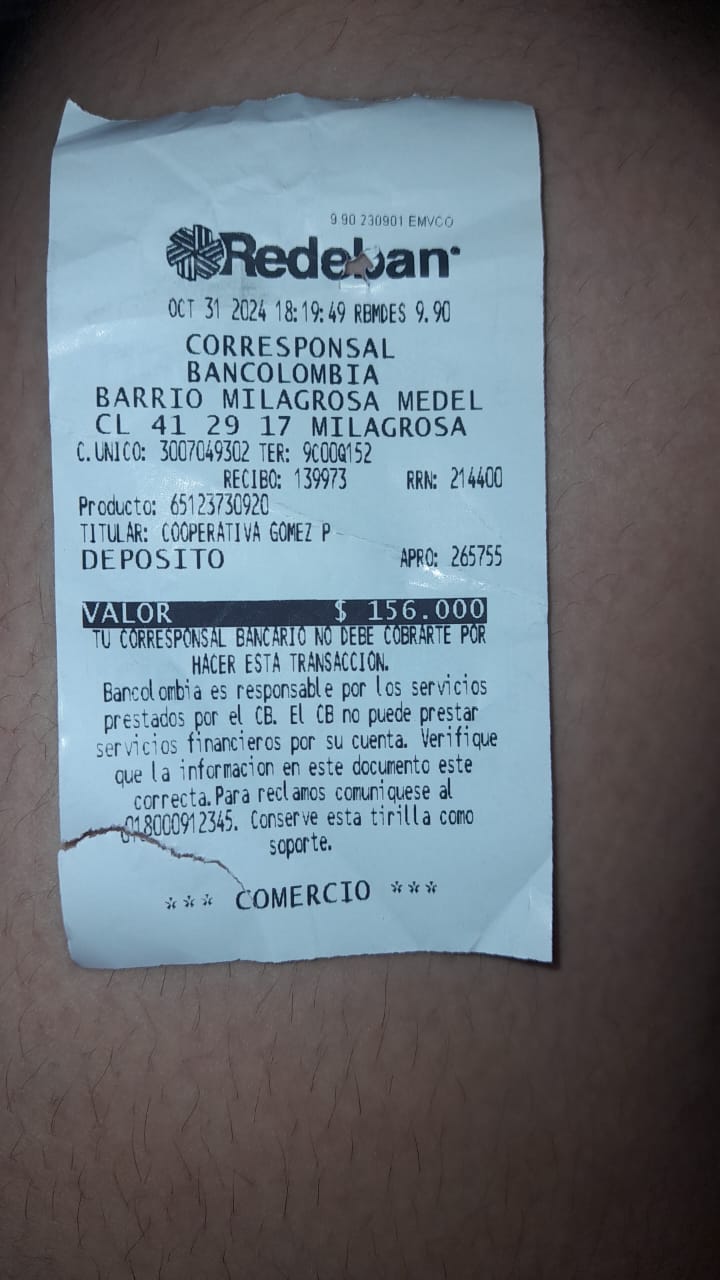 9.90 230901 EMVCO
Redeban
OCT 31 2024 18:19:49 RBMDES 9.90
CORRESPONSAL
BANCOLOMBIA
BARRIO MILAGROSA MEDEL
CL 41 29 17 MILAGROSA
C.UNICO: 3007049302 TER: 9C00Q152
RECIBO: 139973 RRN: 214400
Producto: 65123730920
TITULAR: COOPERATIVA GOMEZ P
DEPOSITO APRO: 265755
VALOR $ 156.000
TU CORRESPONSAL BANCARIO NO DEBE COBRARTE POR
HACER ESTA TRANSACCION.
Bancolombia es responsable por los servicios
prestados por el CB. El CB no puede prestar
servicios financieros por su cuenta. Verifique
que la informacion en este documento este
correcta.Para reclamos comuniquese al
018000912345. Conserve esta tirilla como
soporte.
*** COMERCIO ***